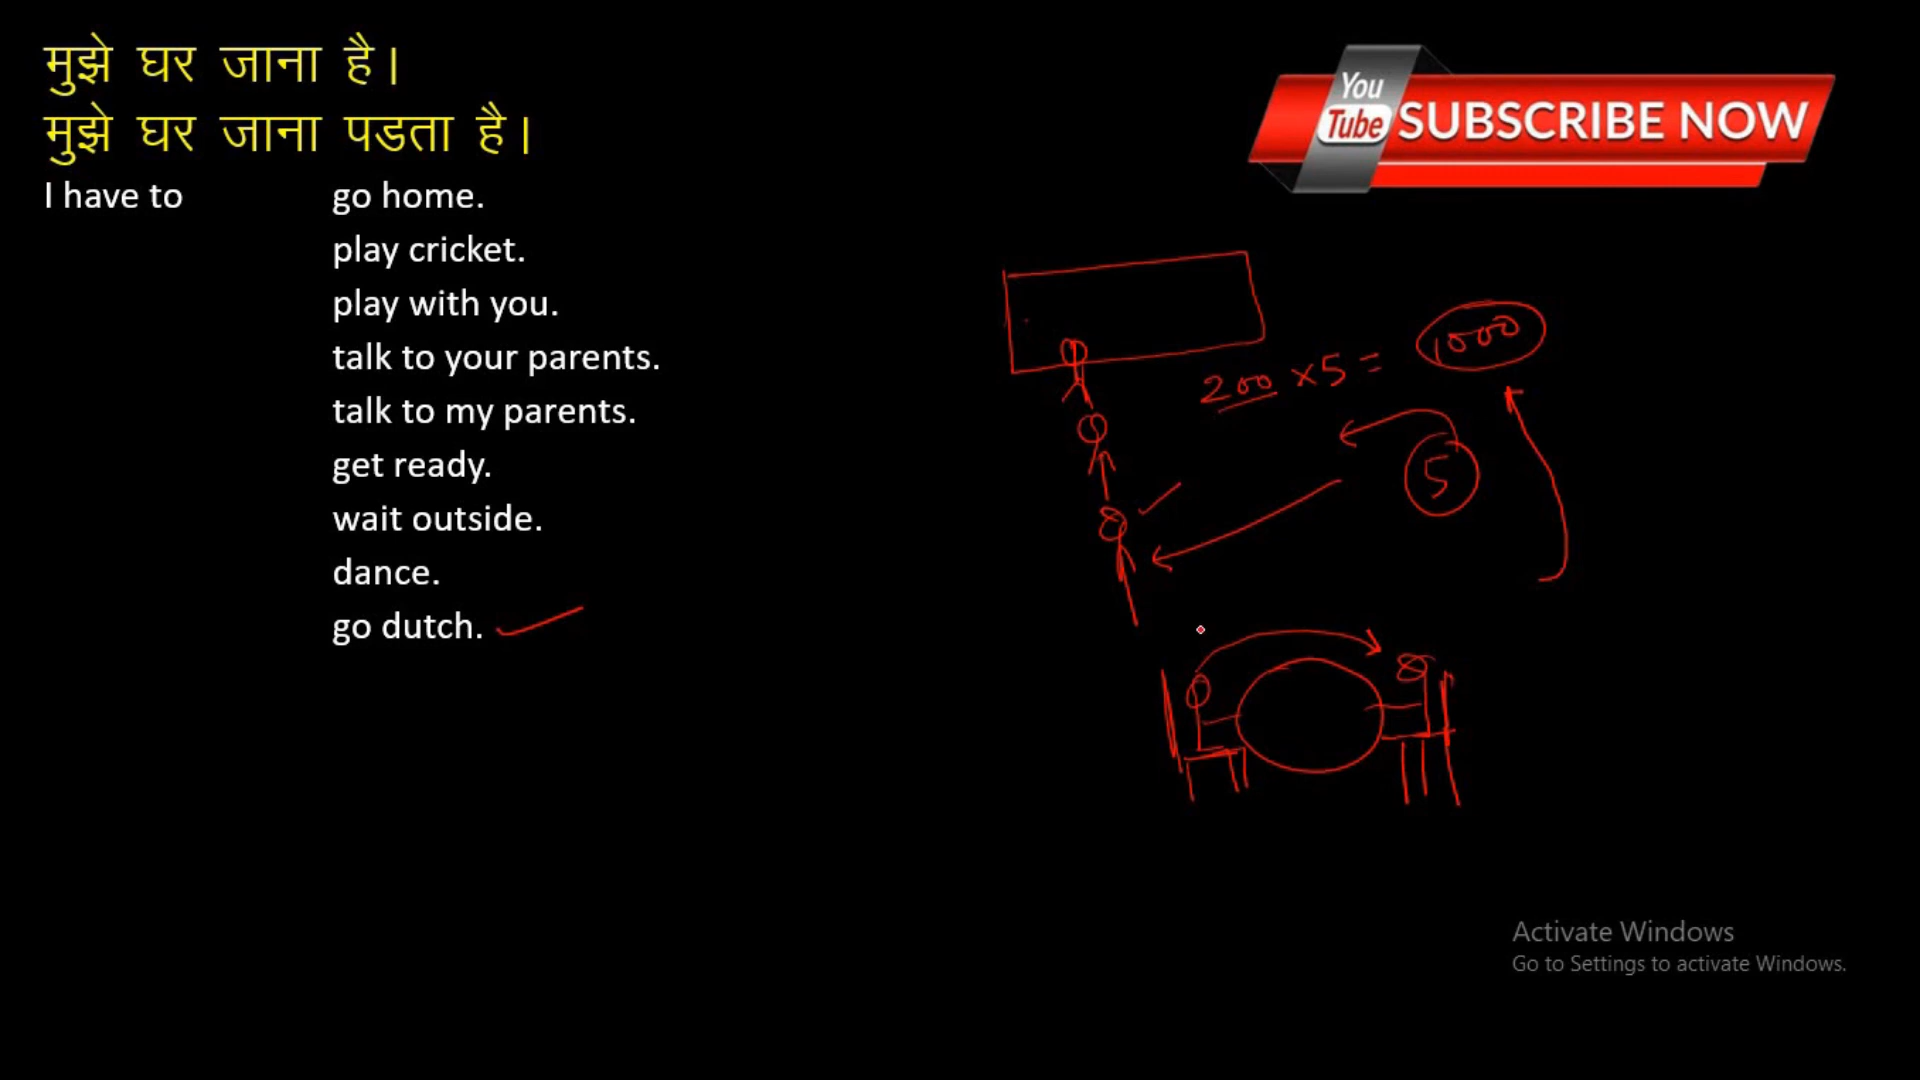 मुझे घर जाना है।
मुझे घर जाना पडता है।
I have to go home.
play cricket.
play with you.
talk to your parents.
talk to my parents.
get ready.
wait outside.
dance.
go dutch.
You
Tube SUBSCRIBE NOW
200 × 5 = 1000
5
Activate Windows
Go to Settings to activate Windows.